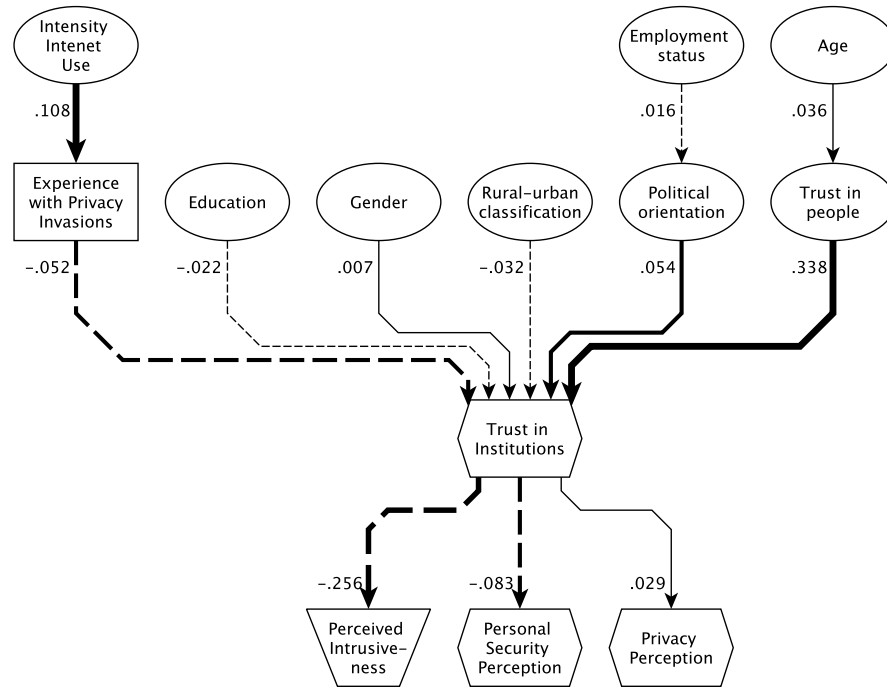 Intensity
Intenet
Use
Employment
status
Age
.108
.016
.036
Experience
with Privacy
Invasions
Education
Gender
Rural-urban
classification
Political
orientation
Trust in
people
-.052
-.022
.007
-.032
.054
.338
Trust in
Institutions
-.256
-.083
.029
Perceived
Intrusive-
ness
Personal
Security
Perception
Privacy
Perception